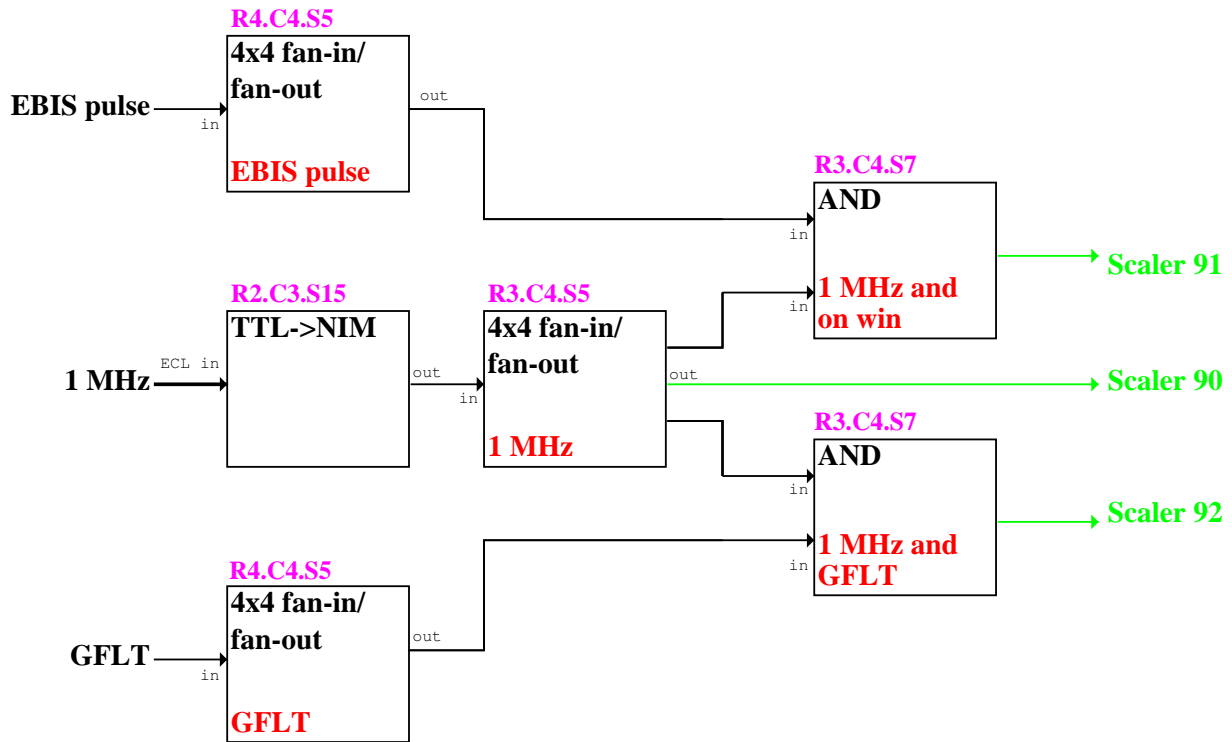 R4.C4.S5
4x4 fan-in/
fan-out
EBIS pulse
in
out
EBIS pulse
R3.C4.S7
AND
in
in
1 MHz and
on win
Scaler 91
R2.C3.S15
TTL->NIM
1 MHz
ECL in
out
R3.C4.S5
4x4 fan-in/
fan-out
in
out
1 MHz
Scaler 90
R3.C4.S7
AND
in
in
1 MHz and
GFLT
Scaler 92
R4.C4.S5
4x4 fan-in/
fan-out
GFLT
in
out
GFLT